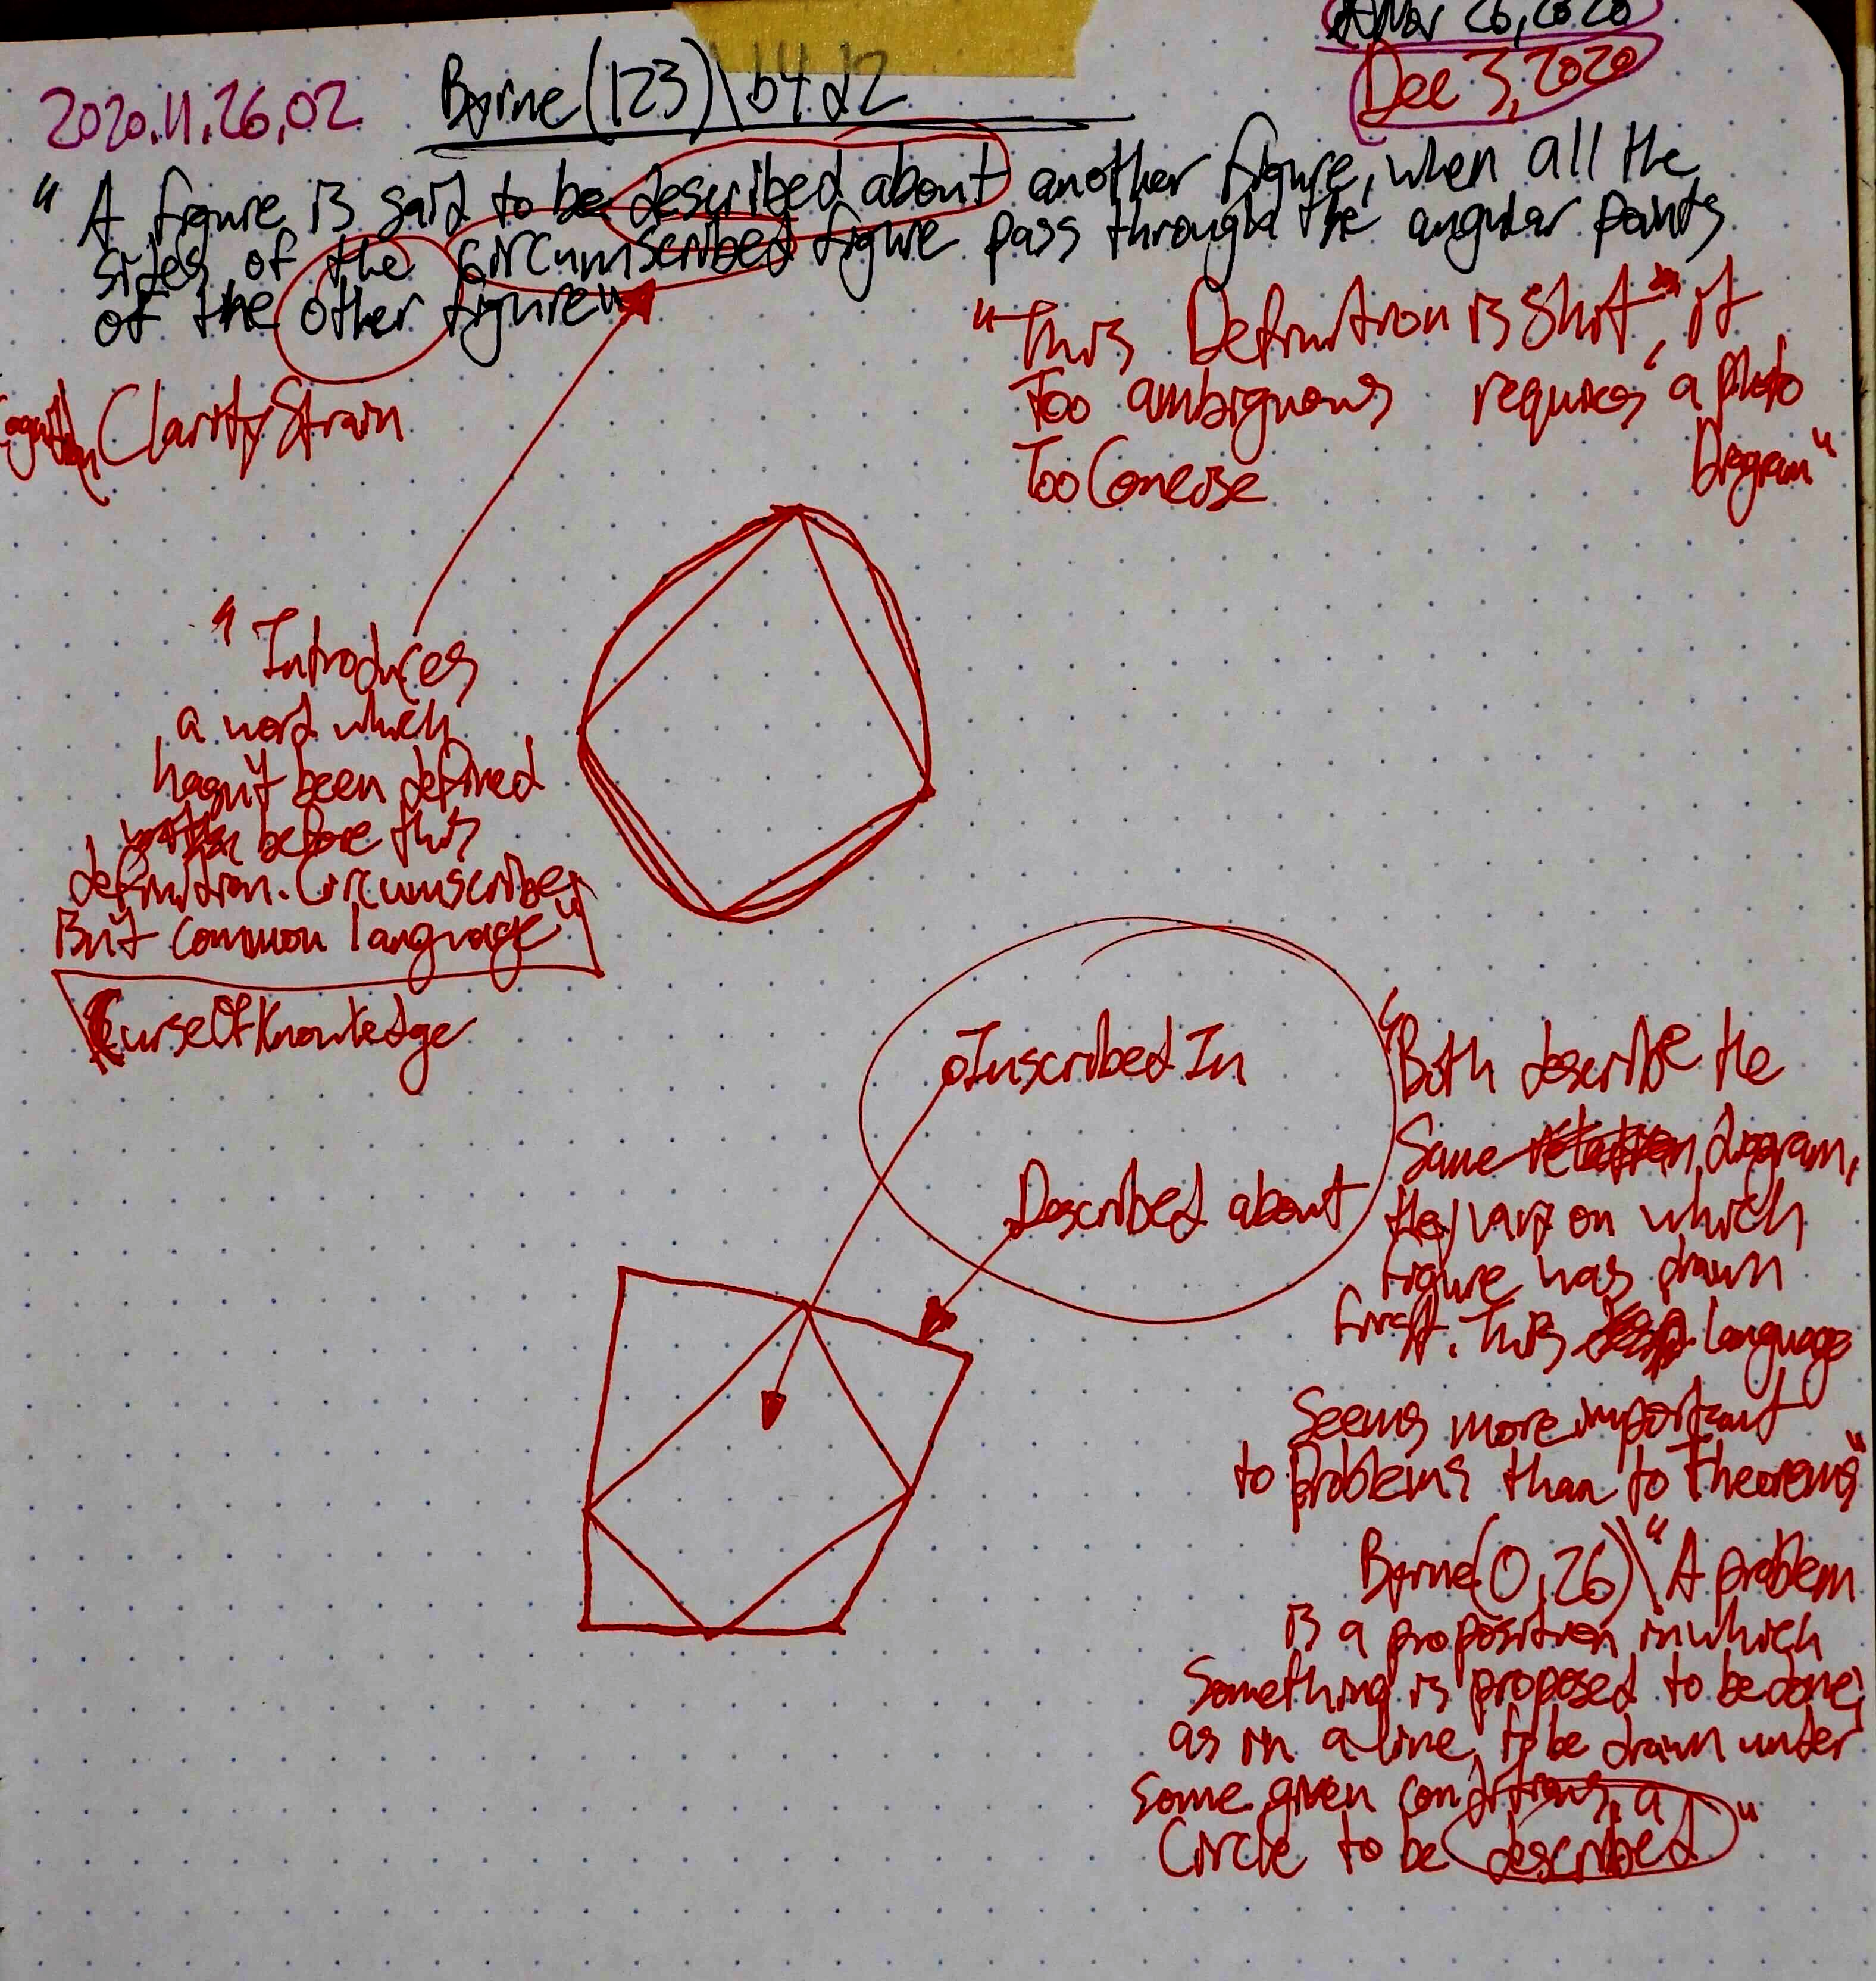 Nov 26, 2020
Dec 3, 2020
2020.11.26,02 Byrne(123)\b4.d2
"A figure is said to be described about another figure, when all the
sides of the circumscribed figure pass through the angular points
of the other figure"
Clarity Strain
"This Definition is Shit", it
Too ambiguous requires a photo
Too Concise Diagram"
"Introduces
a word which
hasn't been defined
before this
definition. Circumscribe,
But common language"
CurseOfKnowledge
Inscribed In
Described about
"Both describe the
Same diagram,
they vary on which
figure was drawn
first. This language
Seems more important
to Problems than to Theorems"
Byrne(0,26)\"A problem
is a proposition in which
Something is proposed to be done;
as in a line to be drawn under
some given conditions, a
Circle to be described"